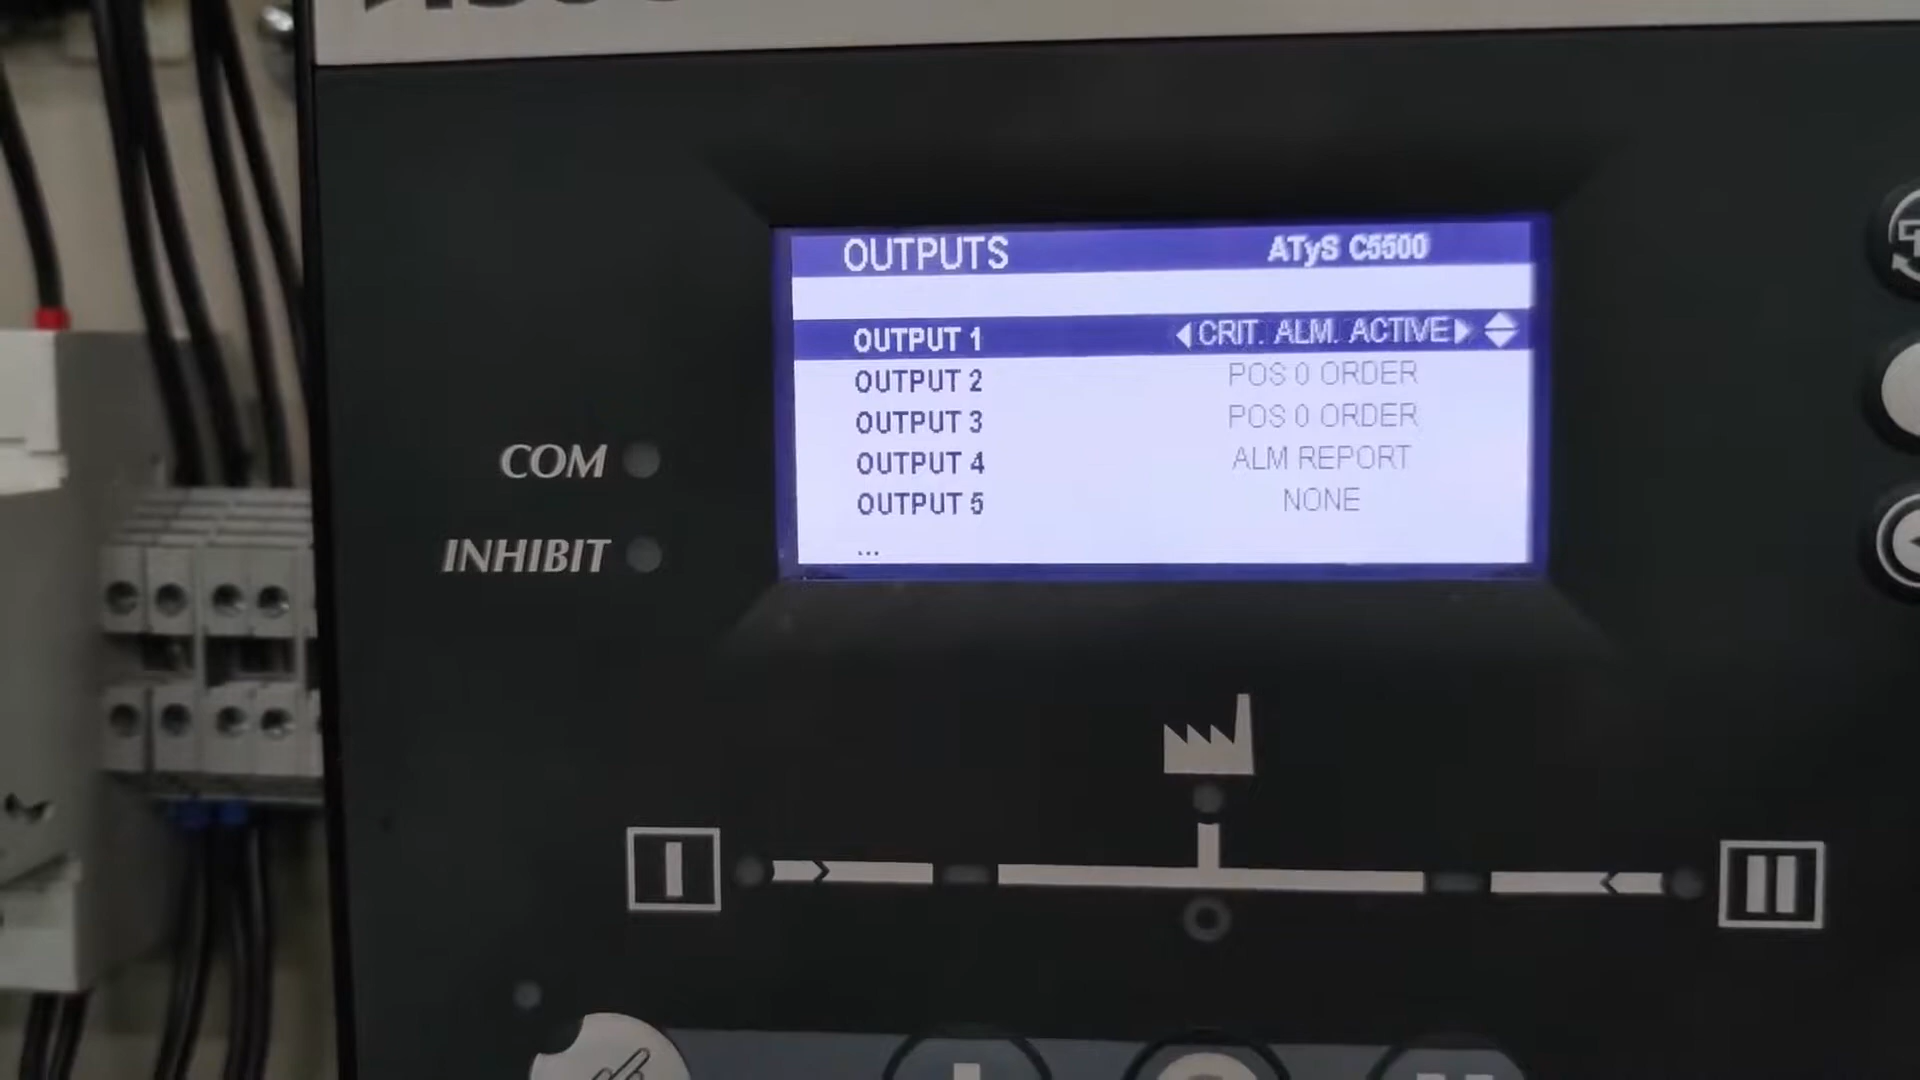 OUTPUTS ATyS C5500
OUTPUT 1 CRIT. ALM. ACTIVE
OUTPUT 2 POS 0 ORDER
OUTPUT 3 POS 0 ORDER
OUTPUT 4 ALM REPORT
OUTPUT 5 NONE
...
COM
INHIBIT
I
II